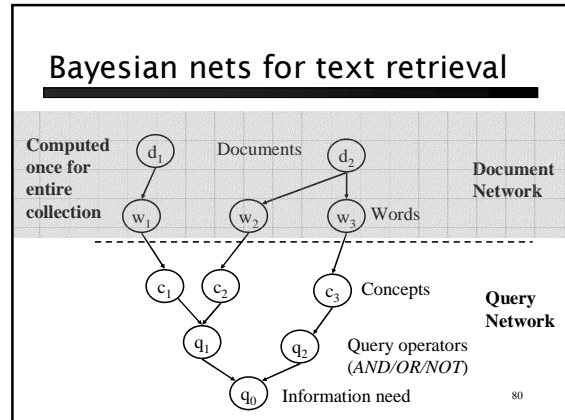 Bayesian nets for text retrieval
Computed
once for
entire
collection
d1
Documents
d2
Document
Network
w1
w2
w3
Words
c1
c2
c3
Concepts
Query
Network
q1
q2
Query operators
(AND/OR/NOT)
q0
Information need
80